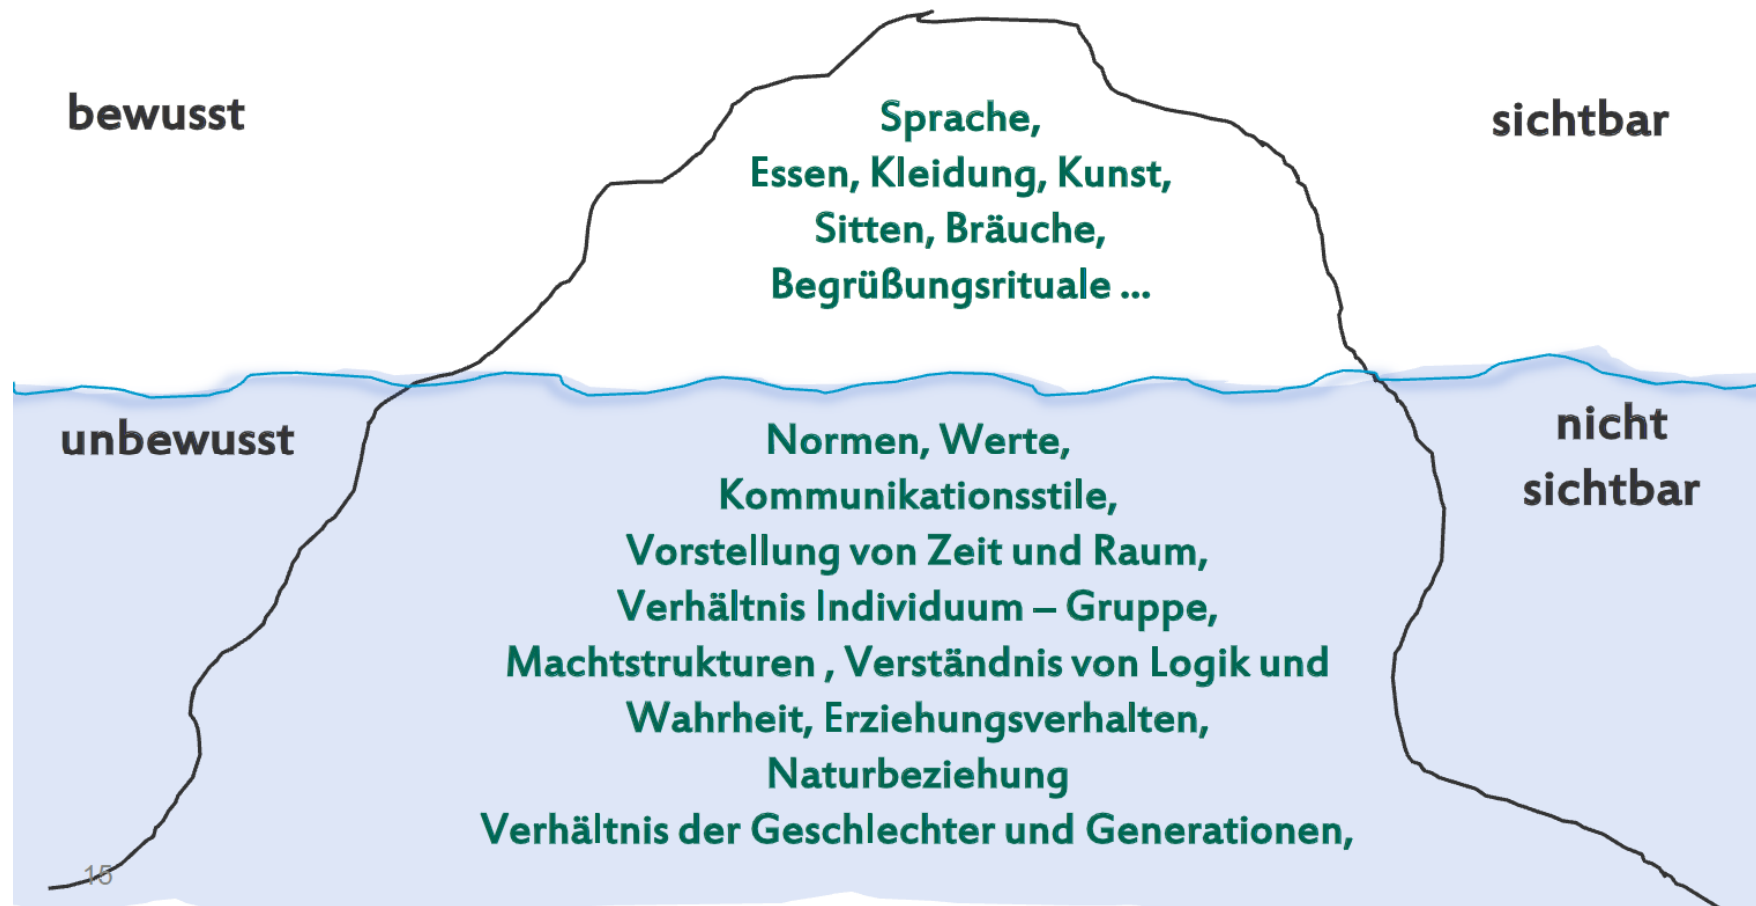 bewusst
sichtbar
Sprache,
Essen, Kleidung, Kunst,
Sitten, Bräuche,
Begrüßungsrituale ...
unbewusst
nicht
sichtbar
Normen, Werte,
Kommunikationsstile,
Vorstellung von Zeit und Raum,
Verhältnis Individuum – Gruppe,
Machtstrukturen , Verständnis von Logik und
Wahrheit, Erziehungsverhalten,
Naturbeziehung
Verhältnis der Geschlechter und Generationen,
15